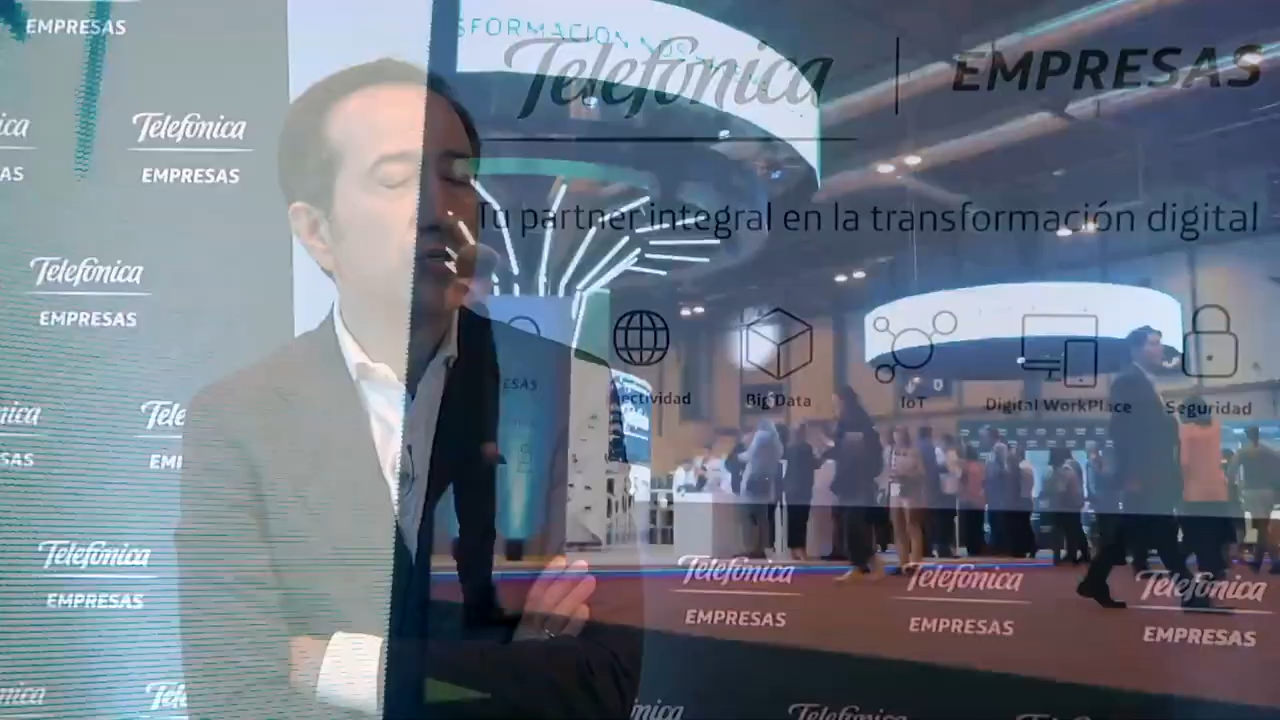 EMPRESAS
SFORMACIÓN
Telefónica | EMPRESAS
Telefónica
EMPRESAS
Tu partner integral en la transformación digital
Telefónica
EMPRESAS
Big Data
IoT
Digital WorkPlace
Seguridad
Telefónica
EMPRESAS
Telefónica
EMPRESAS
Telefónica
EMPRESAS
Telefónica
EMPRESAS
Telefónica